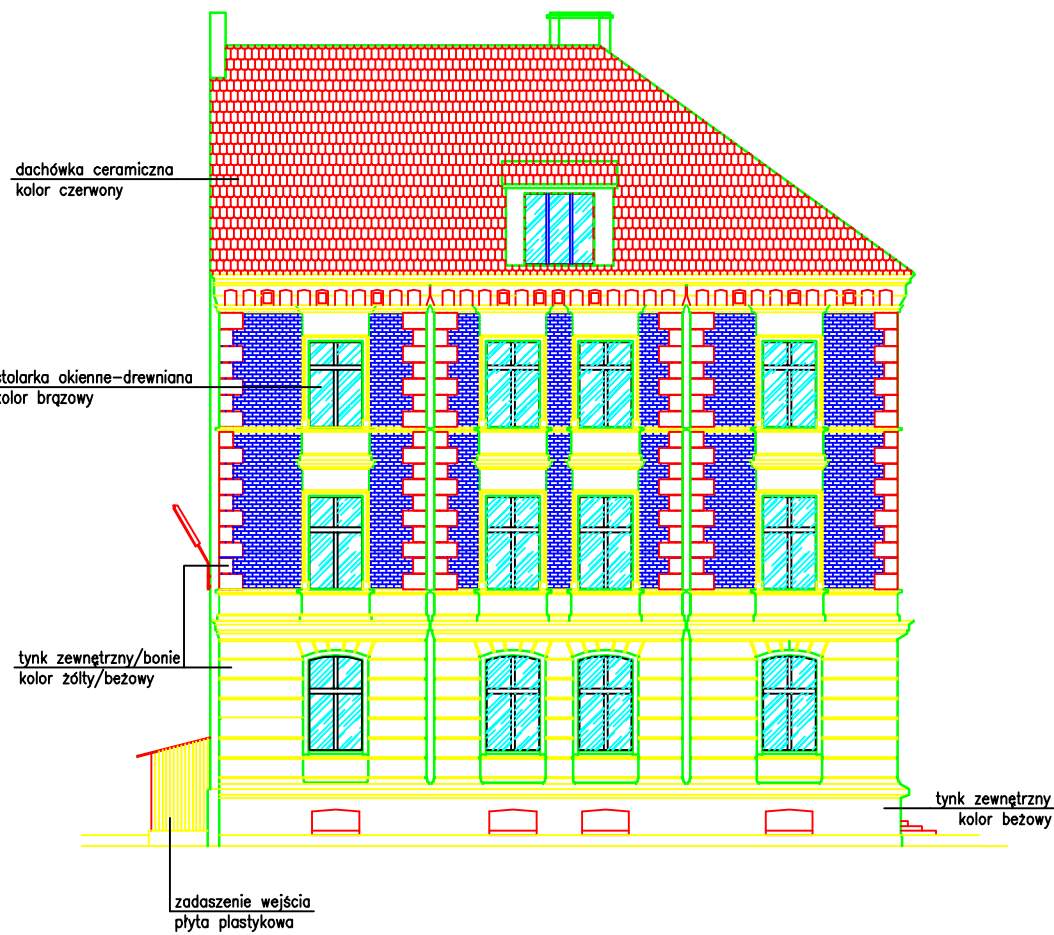 dachówka ceramiczna
kolor czerwony
stolarka okienne-drewniana
kolor brązowy
tynk zewnętrzny/bonie
kolor żółty/beżowy
tynk zewnętrzny
kolor beżowy
zadaszenie wejścia
płyta plastykowa